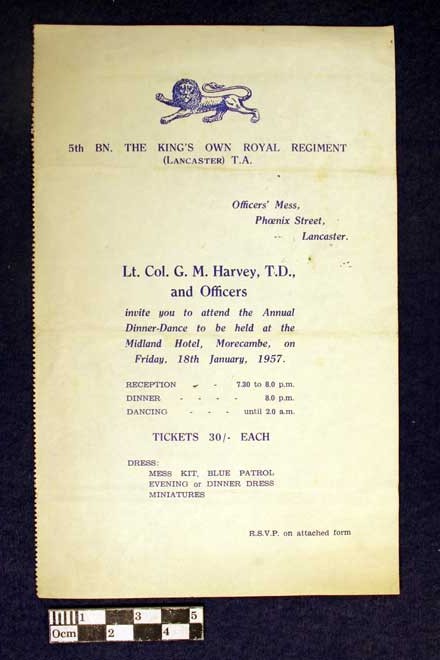 5th BN. THE KING'S OWN ROYAL REGIMENT
(LANCASTER) T.A.
Officers' Mess,
Phœnix Street,
Lancaster.
Lt. Col. G. M. Harvey, T.D.,
and Officers
invite you to attend the Annual
Dinner-Dance to be held at the
Midland Hotel, Morecambe, on
Friday, 18th January, 1957.
RECEPTION - - 7.30 to 8.0 p.m.
DINNER - - - - 8.0 p.m.
DANCING - - - until 2.0 a.m.
TICKETS 30/- EACH
DRESS:
MESS KIT, BLUE PATROL
EVENING or DINNER DRESS
MINIATURES
R.S.V.P. on attached form
1 3 5
0cm 2 4